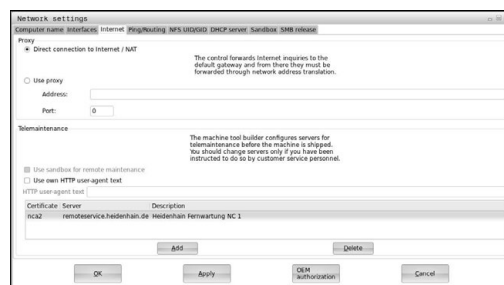 Network settings
Computer name Interfaces Internet Ping/Routing NFS UID/GID DHCP server Sandbox SMB release
Proxy
Direct connection to Internet / NAT
The control forwards Internet inquiries to the
default gateway and from there they must be
forwarded through network address translation.
Use proxy
Address:
Port: 0
Telemaintenance
The machine tool builder configures servers for
telemaintenance before the machine is shipped.
You should change servers only if you have been
instructed to do so by customer service personnel.
Use sandbox for remote maintenance
Use own HTTP user-agent text
HTTP user-agent text
Certificate Server Description
nca2 remoteservice.heidenhain.de Heidenhain Fernwartung NC 1
Add Delete
OK Apply OEM authorization Cancel